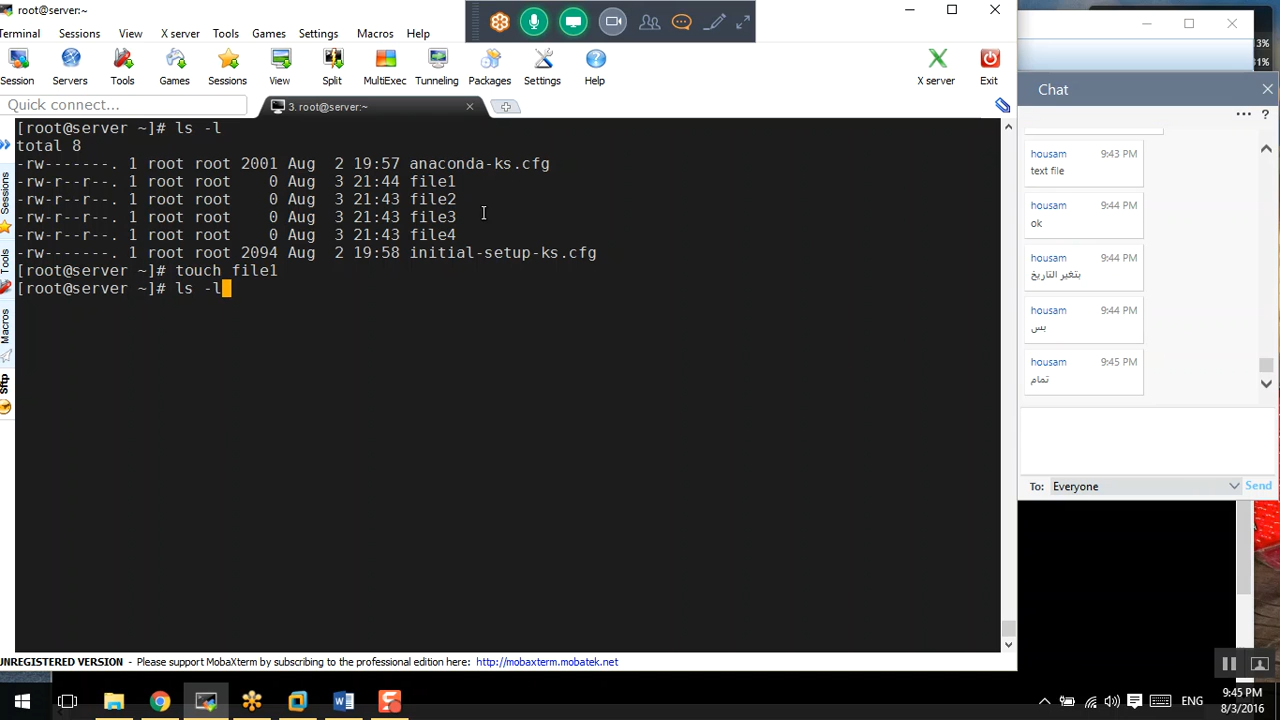 root@server:~
Terminal Sessions View X server Tools Games Settings Macros Help
Session Servers Tools Games Sessions View Split MultiExec Tunneling Packages Settings Help X server Exit
Quick connect...
3. root@server:~
[root@server ~]# ls -l
total 8
-rw-------. 1 root root 2001 Aug  2 19:57 anaconda-ks.cfg
-rw-r--r--. 1 root root    0 Aug  3 21:44 file1
-rw-r--r--. 1 root root    0 Aug  3 21:43 file2
-rw-r--r--. 1 root root    0 Aug  3 21:43 file3
-rw-r--r--. 1 root root    0 Aug  3 21:43 file4
-rw-------. 1 root root 2094 Aug  2 19:58 initial-setup-ks.cfg
[root@server ~]# touch file1
[root@server ~]# ls -l
Sessions
Tools
Macros
Sftp
UNREGISTERED VERSION - Please support MobaXterm by subscribing to the professional edition here: http://mobaxterm.mobatek.net
3%
31%
Chat
housam 9:43 PM
text file
housam 9:44 PM
ok
housam 9:44 PM
بتغير التاريخ
housam 9:44 PM
بس
housam 9:45 PM
تمام
To: Everyone Send
ENG
9:45 PM
8/3/2016